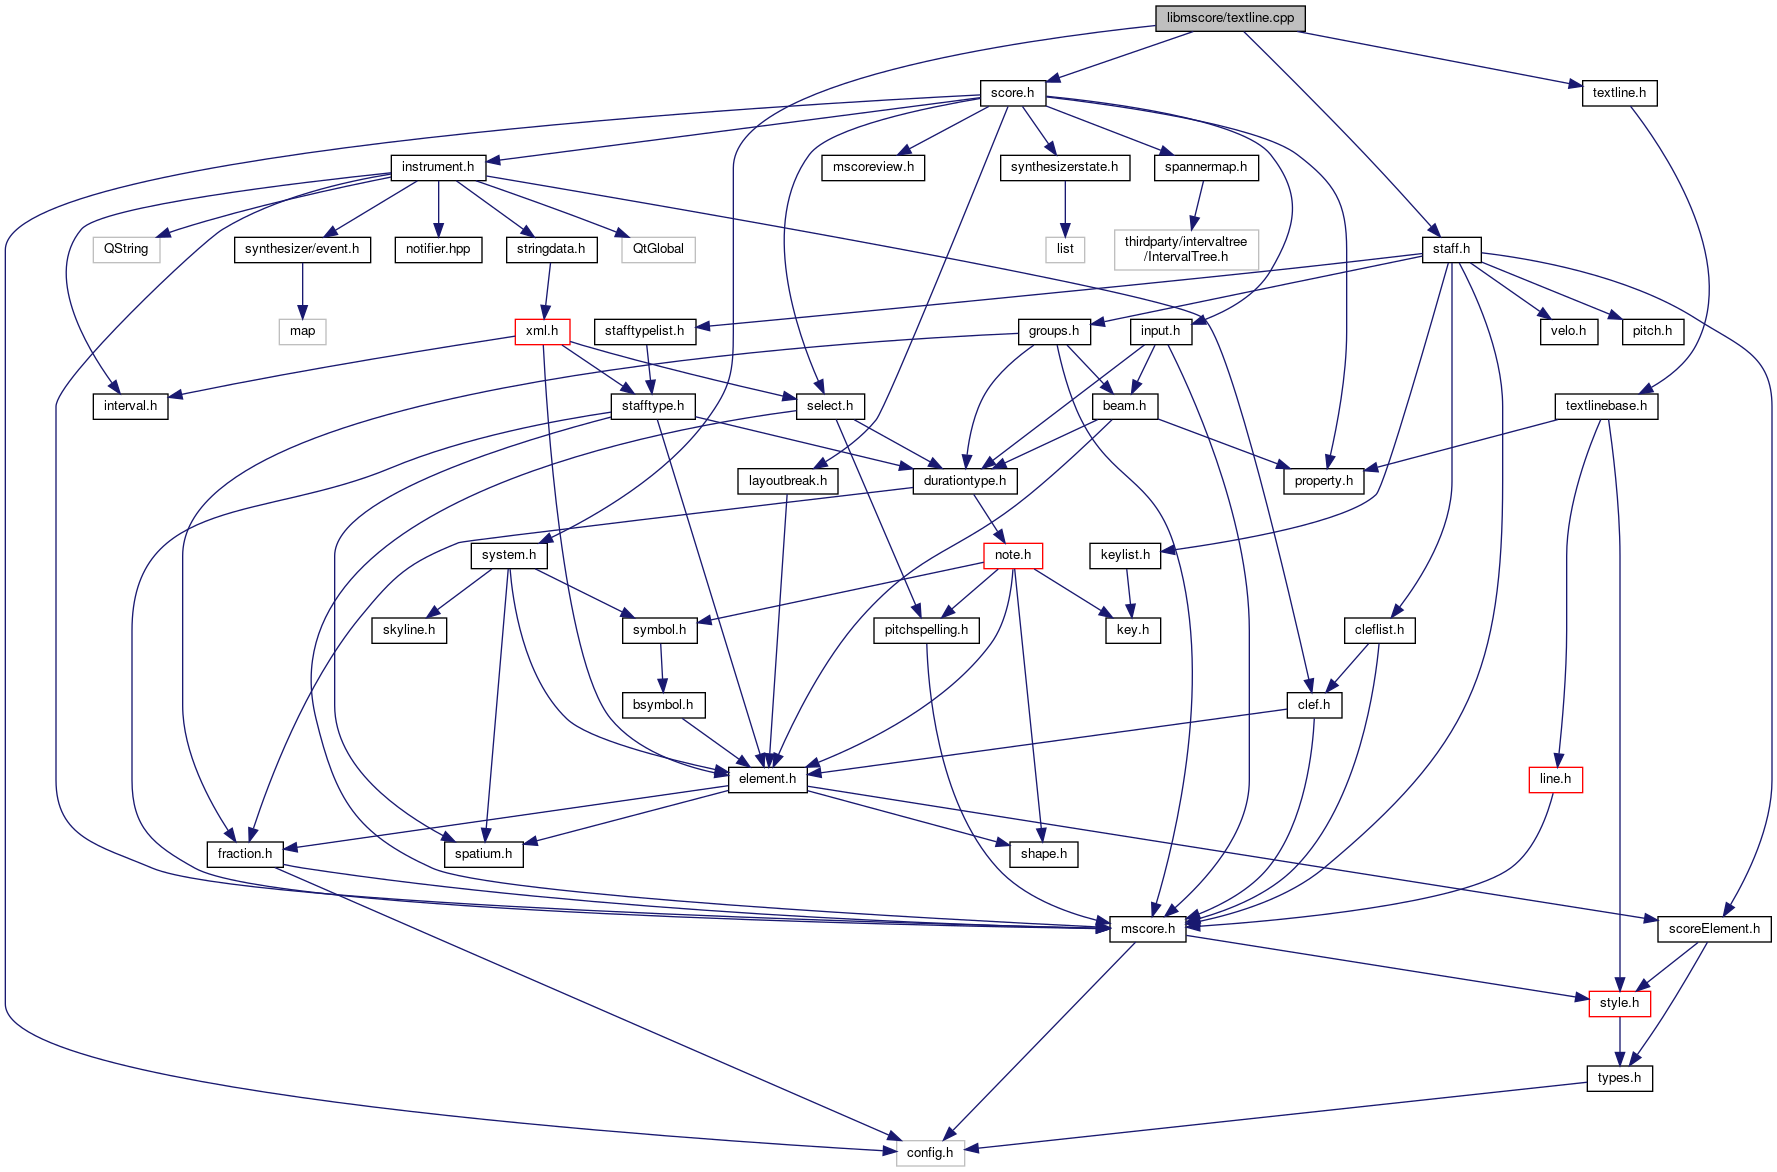 libmscore/textline.cpp
score.h
textline.h
instrument.h
mscoreview.h
synthesizerstate.h
spannermap.h
QString
synthesizer/event.h
notifier.hpp
stringdata.h
QtGlobal
list
thirdparty/intervaltree
/IntervalTree.h
staff.h
map
xml.h
stafftypelist.h
groups.h
input.h
velo.h
pitch.h
interval.h
stafftype.h
select.h
beam.h
textlinebase.h
layoutbreak.h
durationtype.h
property.h
system.h
note.h
keylist.h
skyline.h
symbol.h
pitchspelling.h
key.h
cleflist.h
bsymbol.h
clef.h
element.h
line.h
fraction.h
spatium.h
shape.h
mscore.h
scoreElement.h
style.h
types.h
config.h